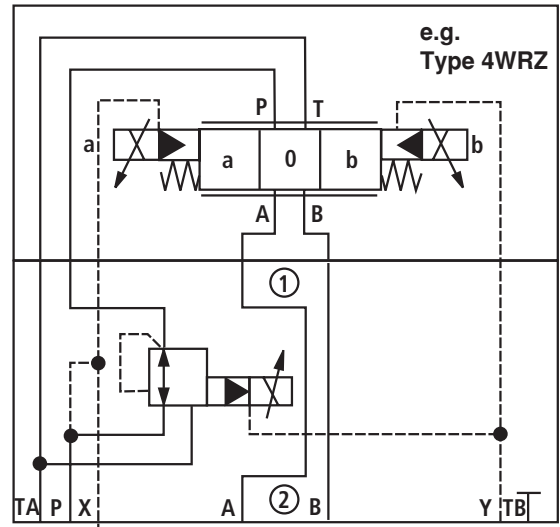 e.g.
Type 4WRZ
P T
a a 0 b b
A B
①
②
TA P X A B Y TB